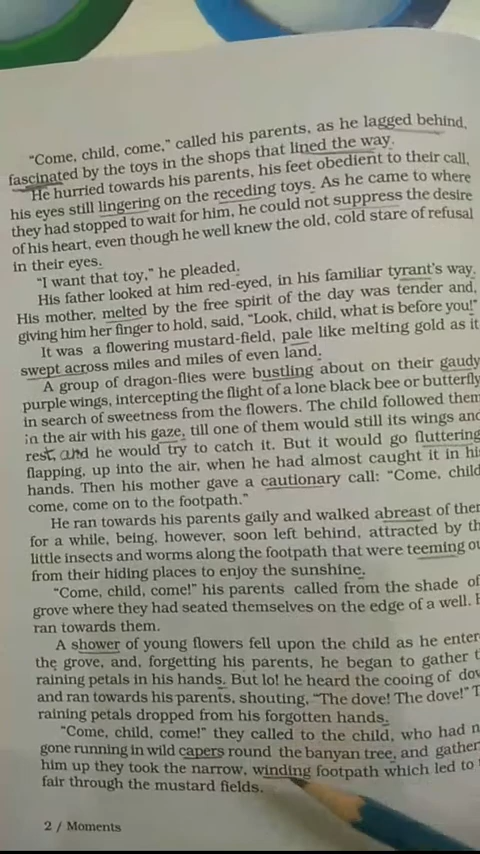 "Come, child, come," called his parents, as he lagged behind,
fascinated by the toys in the shops that lined the way.
He hurried towards his parents, his feet obedient to their call,
his eyes still lingering on the receding toys. As he came to where
they had stopped to wait for him, he could not suppress the desire
of his heart, even though he well knew the old, cold stare of refusal
in their eyes.
"I want that toy," he pleaded.
His father looked at him red-eyed, in his familiar tyrant's way.
His mother, melted by the free spirit of the day was tender and,
giving him her finger to hold, said, "Look, child, what is before you!"
It was a flowering mustard-field, pale like melting gold as it
swept across miles and miles of even land.
A group of dragon-flies were bustling about on their gaudy
purple wings, intercepting the flight of a lone black bee or butterfly
in search of sweetness from the flowers. The child followed them
in the air with his gaze, till one of them would still its wings and
rest, and he would try to catch it. But it would go fluttering,
flapping, up into the air, when he had almost caught it in his
hands. Then his mother gave a cautionary call: "Come, child,
come, come on to the footpath."
He ran towards his parents gaily and walked abreast of
for a while, being, however, soon left behind, attracted by
little insects and worms along the footpath that were teeming
from their hiding places to enjoy the sunshine.
"Come, child, come!" his parents called from the shade of
grove where they had seated themselves on the edge of a well.
ran towards them.
A shower of young flowers fell upon the child as he
the grove, and, forgetting his parents, he began to gather
raining petals in his hands. But lo! he heard the cooing of
and ran towards his parents, shouting, "The dove! The dove!"
raining petals dropped from his forgotten hands.
"Come, child, come!" they called to the child, who had
gone running in wild capers round the banyan tree, and
him up they took the narrow, winding footpath which led to
fair through the mustard fields.
2 / Moments